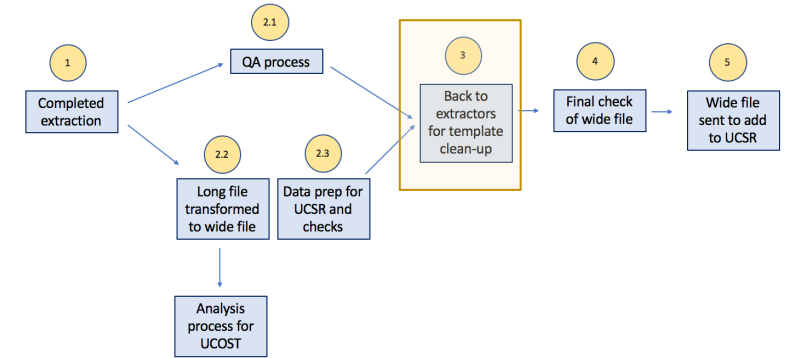 1
Completed
extraction
2.1
QA process
2.2
Long file
transformed
to wide file
2.3
Data prep for
UCSR and
checks
Analysis
process for
UCOST
3
Back to
extractors
for template
clean-up
4
Final check
of wide file
5
Wide file
sent to add
to UCSR